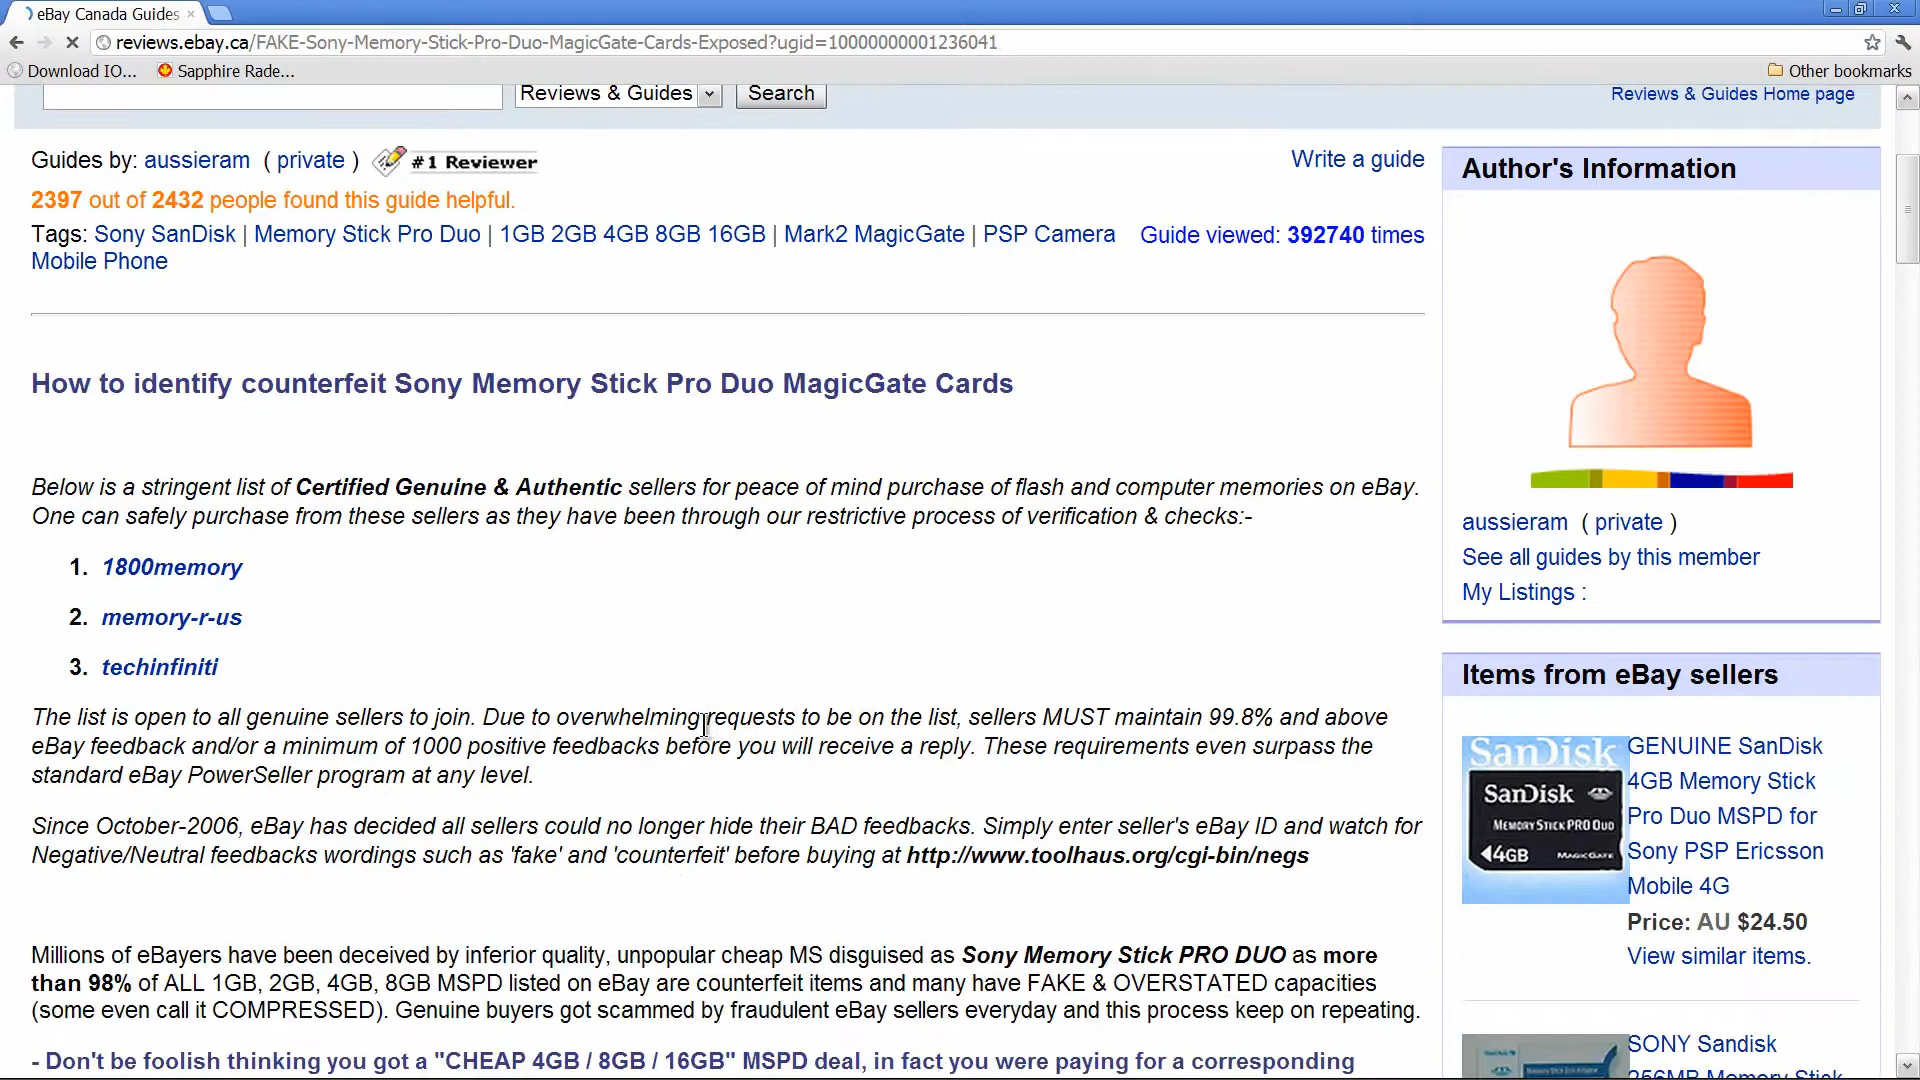 eBay Canada Guides
reviews.ebay.ca/FAKE-Sony-Memory-Stick-Pro-Duo-MagicGate-Cards-Exposed?ugid=10000000001236041
Download IO... Sapphire Rade... Other bookmarks
Reviews & Guides Search Reviews & Guides Home page
Guides by: aussieram ( private ) #1 Reviewer Write a guide
2397 out of 2432 people found this guide helpful.
Tags: Sony SanDisk | Memory Stick Pro Duo | 1GB 2GB 4GB 8GB 16GB | Mark2 MagicGate | PSP Camera
Mobile Phone
Guide viewed: 392740 times
How to identify counterfeit Sony Memory Stick Pro Duo MagicGate Cards
Below is a stringent list of Certified Genuine & Authentic sellers for peace of mind purchase of flash and computer memories on eBay.
One can safely purchase from these sellers as they have been through our restrictive process of verification & checks:-
1. 1800memory
2. memory-r-us
3. techinfiniti
The list is open to all genuine sellers to join. Due to overwhelming requests to be on the list, sellers MUST maintain 99.8% and above
eBay feedback and/or a minimum of 1000 positive feedbacks before you will receive a reply. These requirements even surpass the
standard eBay PowerSeller program at any level.
Since October-2006, eBay has decided all sellers could no longer hide their BAD feedbacks. Simply enter seller's eBay ID and watch for
Negative/Neutral feedbacks wordings such as 'fake' and 'counterfeit' before buying at http://www.toolhaus.org/cgi-bin/negs
Millions of eBayers have been deceived by inferior quality, unpopular cheap MS disguised as Sony Memory Stick PRO DUO as more
than 98% of ALL 1GB, 2GB, 4GB, 8GB MSPD listed on eBay are counterfeit items and many have FAKE & OVERSTATED capacities
(some even call it COMPRESSED). Genuine buyers got scammed by fraudulent eBay sellers everyday and this process keep on repeating.
- Don't be foolish thinking you got a "CHEAP 4GB / 8GB / 16GB" MSPD deal, in fact you were paying for a corresponding
Author's Information
aussieram ( private )
See all guides by this member
My Listings :
Items from eBay sellers
SanDisk
SanDisk
MEMORY STICK PRO DUO
4GB MAGICGATE
GENUINE SanDisk
4GB Memory Stick
Pro Duo MSPD for
Sony PSP Ericsson
Mobile 4G
Price: AU $24.50
View similar items.
SONY Sandisk
256MB Memory Stick